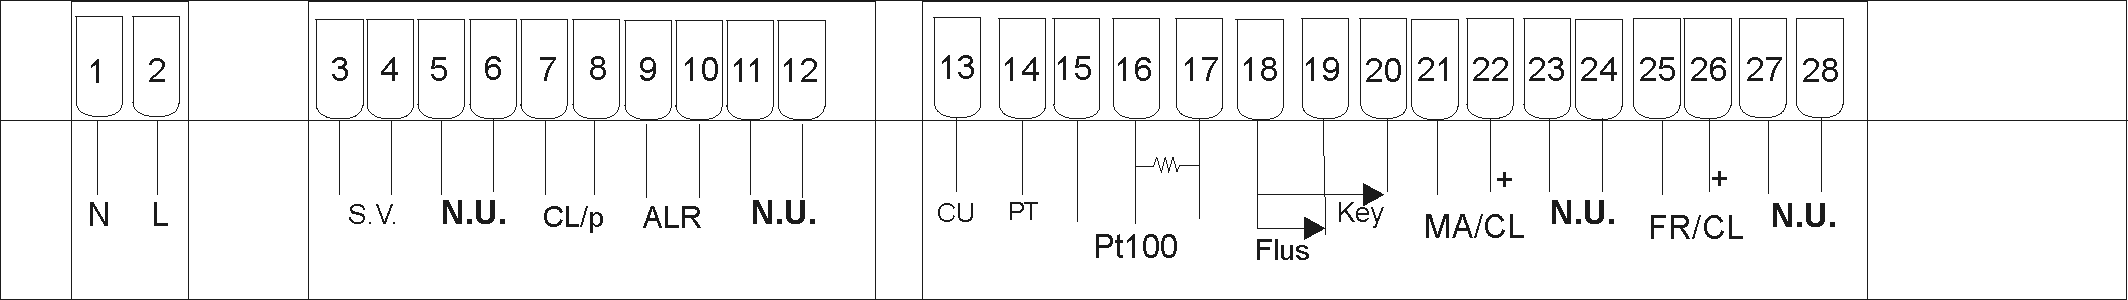 1 2 3 4 5 6 7 8 9 10 11 12 13 14 15 16 17 18 19 20 21 22 23 24 25 26 27 28
+ +
N L S.V. N.U. CL/p ALR N.U. CU PT Key MA/CL N.U. FR/CL N.U.
Pt100 Flus